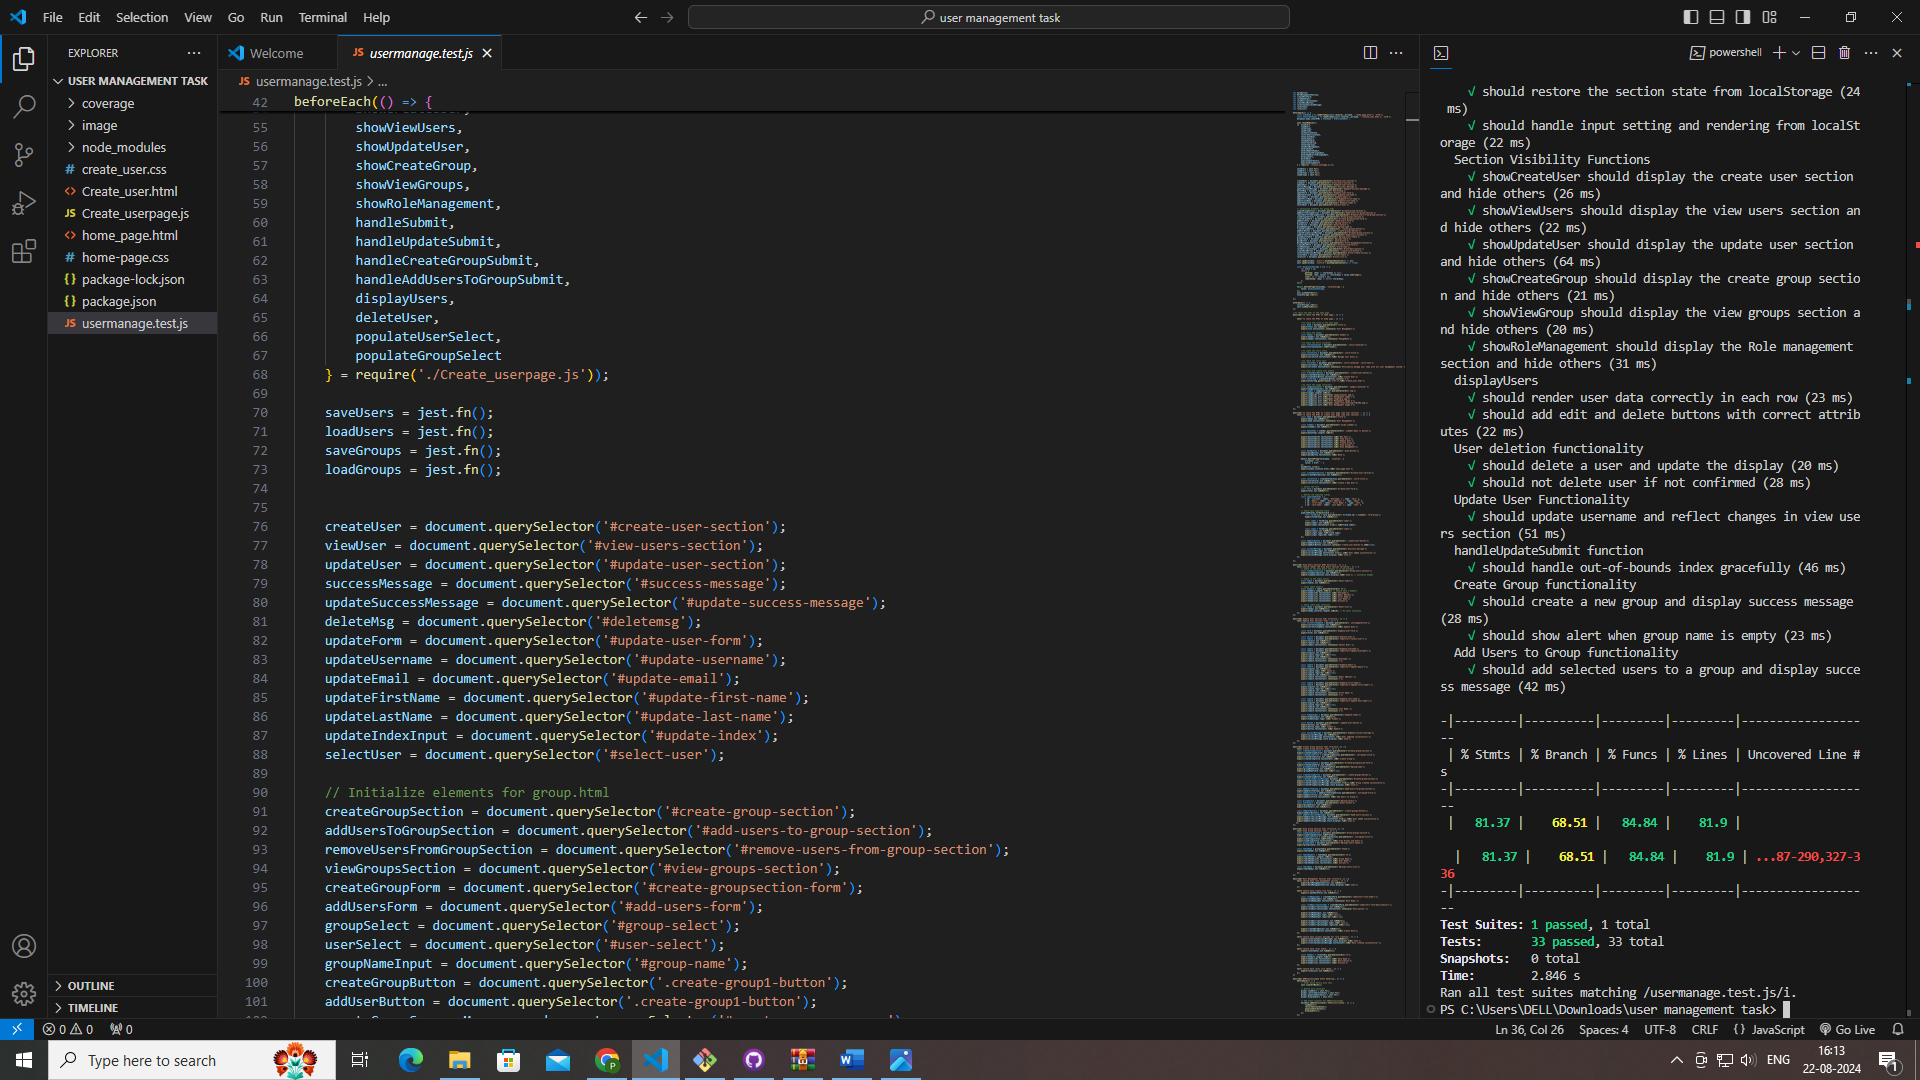 File Edit Selection View Go Run Terminal Help
user management task
EXPLORER
USER MANAGEMENT TASK
coverage
image
node_modules
# create_user.css
<> Create_user.html
JS Create_userpage.js
<> home_page.html
# home-page.css
{} package-lock.json
{} package.json
JS usermanage.test.js
OUTLINE
TIMELINE
Welcome
JS usermanage.test.js
JS usermanage.test.js > ...
42 beforeEach(() => {
55 showViewUsers,
56 showUpdateUser,
57 showCreateGroup,
58 showViewGroups,
59 showRoleManagement,
60 handleSubmit,
61 handleUpdateSubmit,
62 handleCreateGroupSubmit,
63 handleAddUsersToGroupSubmit,
64 displayUsers,
65 deleteUser,
66 populateUserSelect,
67 populateGroupSelect
68 } = require('./Create_userpage.js'));
69
70 saveUsers = jest.fn();
71 loadUsers = jest.fn();
72 saveGroups = jest.fn();
73 loadGroups = jest.fn();
74
75
76 createUser = document.querySelector('#create-user-section');
77 viewUser = document.querySelector('#view-users-section');
78 updateUser = document.querySelector('#update-user-section');
79 successMessage = document.querySelector('#success-message');
80 updateSuccessMessage = document.querySelector('#update-success-message');
81 deleteMsg = document.querySelector('#deletemsg');
82 updateForm = document.querySelector('#update-user-form');
83 updateUsername = document.querySelector('#update-username');
84 updateEmail = document.querySelector('#update-email');
85 updateFirstName = document.querySelector('#update-first-name');
86 updateLastName = document.querySelector('#update-last-name');
87 updateIndexInput = document.querySelector('#update-index');
88 selectUser = document.querySelector('#select-user');
89
90 // Initialize elements for group.html
91 createGroupSection = document.querySelector('#create-group-section');
92 addUsersToGroupSection = document.querySelector('#add-users-to-group-section');
93 removeUsersFromGroupSection = document.querySelector('#remove-users-from-group-section');
94 viewGroupsSection = document.querySelector('#view-groups-section');
95 createGroupForm = document.querySelector('#create-groupsection-form');
96 addUsersForm = document.querySelector('#add-users-form');
97 groupSelect = document.querySelector('#group-select');
98 userSelect = document.querySelector('#user-select');
99 groupNameInput = document.querySelector('#group-name');
100 createGroupButton = document.querySelector('.create-group1-button');
101 addUserButton = document.querySelector('.create-group1-button');
powershell
√ should restore the section state from localStorage (24
ms)
√ should handle input setting and rendering from localSt
orage (22 ms)
Section Visibility Functions
√ showCreateUser should display the create user section
and hide others (26 ms)
√ showViewUsers should display the view users section an
d hide others (22 ms)
√ showUpdateUser should display the update user section
and hide others (64 ms)
√ showCreateGroup should display the create group sectio
n and hide others (21 ms)
√ showViewGroup should display the view groups section a
nd hide others (20 ms)
√ showRoleManagement should display the Role management
section and hide others (31 ms)
displayUsers
√ should render user data correctly in each row (23 ms)
√ should add edit and delete buttons with correct attrib
utes (22 ms)
User deletion functionality
√ should delete a user and update the display (20 ms)
√ should not delete user if not confirmed (28 ms)
Update User Functionality
√ should update username and reflect changes in view use
rs section (51 ms)
handleUpdateSubmit function
√ should handle out-of-bounds index gracefully (46 ms)
Create Group functionality
√ should create a new group and display success message
(28 ms)
√ should show alert when group name is empty (23 ms)
Add Users to Group functionality
√ should add selected users to a group and display succe
ss message (42 ms)
-|---------|----------|---------|---------|----------------
--
| % Stmts | % Branch | % Funcs | % Lines | Uncovered Line #
s
-|---------|----------|---------|---------|----------------
--
| 81.37 | 68.51 | 84.84 | 81.9 |
| 81.37 | 68.51 | 84.84 | 81.9 | ...87-290,327-3
36
-|---------|----------|---------|---------|----------------
--
Test Suites: 1 passed, 1 total
Tests: 33 passed, 33 total
Snapshots: 0 total
Time: 2.846 s
Ran all test suites matching /usermanage.test.js/i.
PS C:\Users\DELL\Downloads\user management task>
0 0 0
Ln 36, Col 26 Spaces: 4 UTF-8 CRLF {} JavaScript Go Live
Type here to search
ENG
16:13
22-08-2024
1